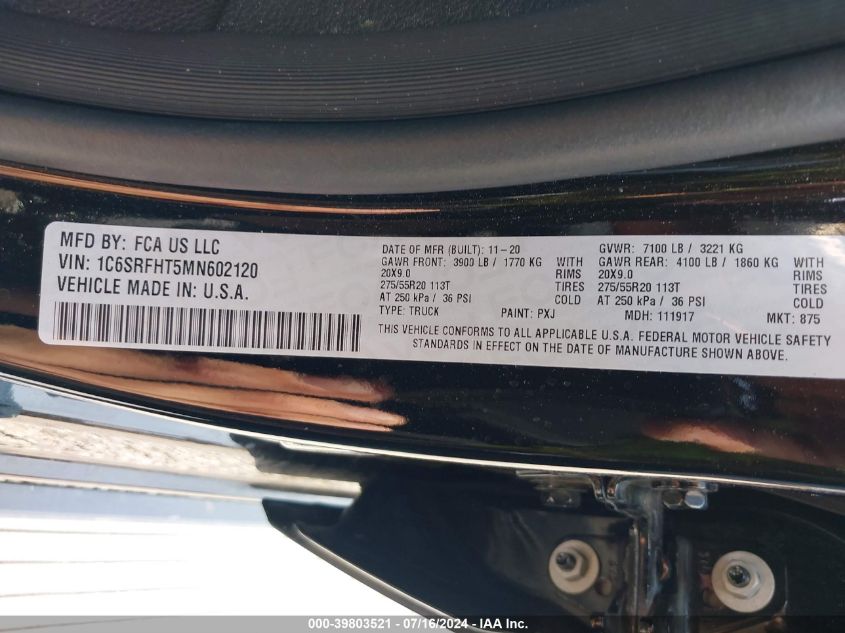 MFD BY: FCA US LLC
VIN: 1C6SRFHT5MN602120
VEHICLE MADE IN: U.S.A.
DATE OF MFR (BUILT): 11-20
GAWR FRONT: 3900 LB / 1770 KG WITH
20X9.0 RIMS
275/55R20 113T TIRES
AT 250 kPa / 36 PSI COLD
TYPE: TRUCK PAINT: PXJ
GVWR: 7100 LB / 3221 KG
GAWR REAR: 4100 LB / 1860 KG WITH
20X9.0 RIMS
275/55R20 113T TIRES
AT 250 kPa / 36 PSI COLD
MDH: 111917 MKT: 875
THIS VEHICLE CONFORMS TO ALL APPLICABLE U.S.A. FEDERAL MOTOR VEHICLE SAFETY
STANDARDS IN EFFECT ON THE DATE OF MANUFACTURE SHOWN ABOVE.
000-39803521 - 07/16/2024 - IAA Inc.